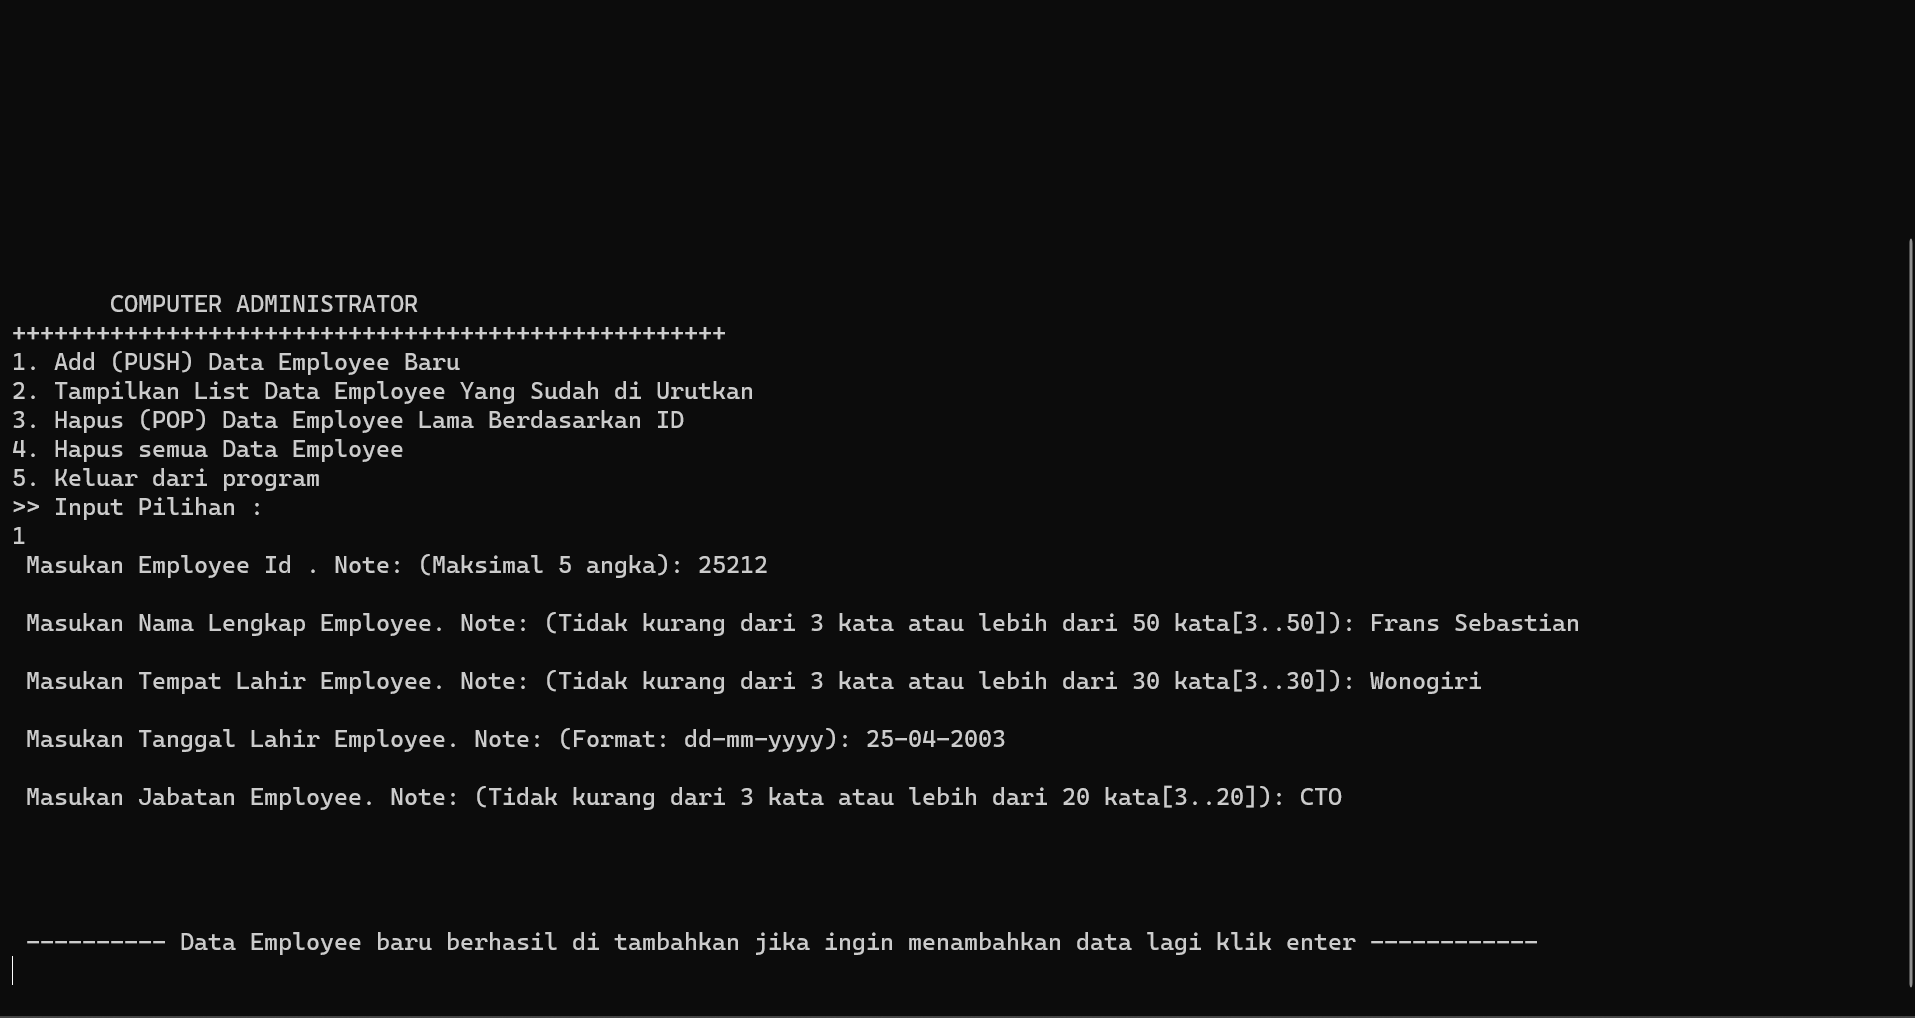 COMPUTER ADMINISTRATOR
+++++++++++++++++++++++++++++++++++++++++++++++++++
1. Add (PUSH) Data Employee Baru
2. Tampilkan List Data Employee Yang Sudah di Urutkan
3. Hapus (POP) Data Employee Lama Berdasarkan ID
4. Hapus semua Data Employee
5. Keluar dari program
>> Input Pilihan :
1
Masukan Employee Id . Note: (Maksimal 5 angka): 25212
Masukan Nama Lengkap Employee. Note: (Tidak kurang dari 3 kata atau lebih dari 50 kata[3..50]): Frans Sebastian
Masukan Tempat Lahir Employee. Note: (Tidak kurang dari 3 kata atau lebih dari 30 kata[3..30]): Wonogiri
Masukan Tanggal Lahir Employee. Note: (Format: dd-mm-yyyy): 25-04-2003
Masukan Jabatan Employee. Note: (Tidak kurang dari 3 kata atau lebih dari 20 kata[3..20]): CTO
---------- Data Employee baru berhasil di tambahkan jika ingin menambahkan data lagi klik enter ------------